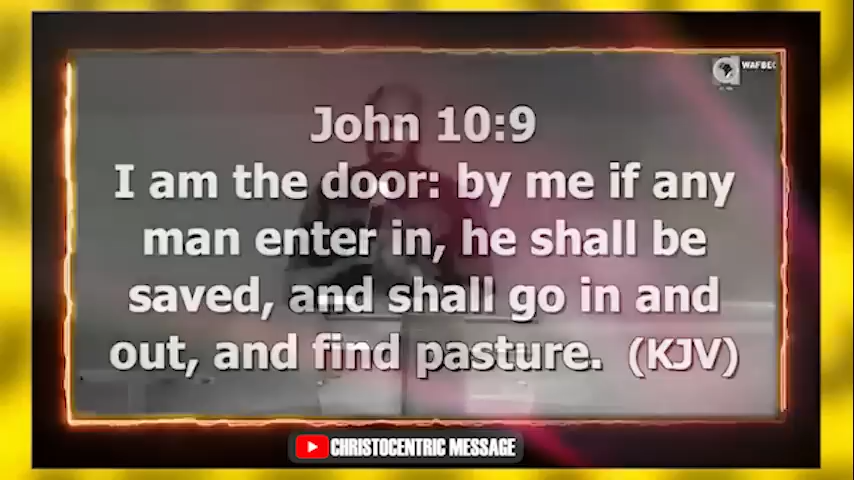 WAFBEC
John 10:9
I am the door: by me if any
man enter in, he shall be
saved, and shall go in and
out, and find pasture. (KJV)
CHRISTOCENTRIC MESSAGE